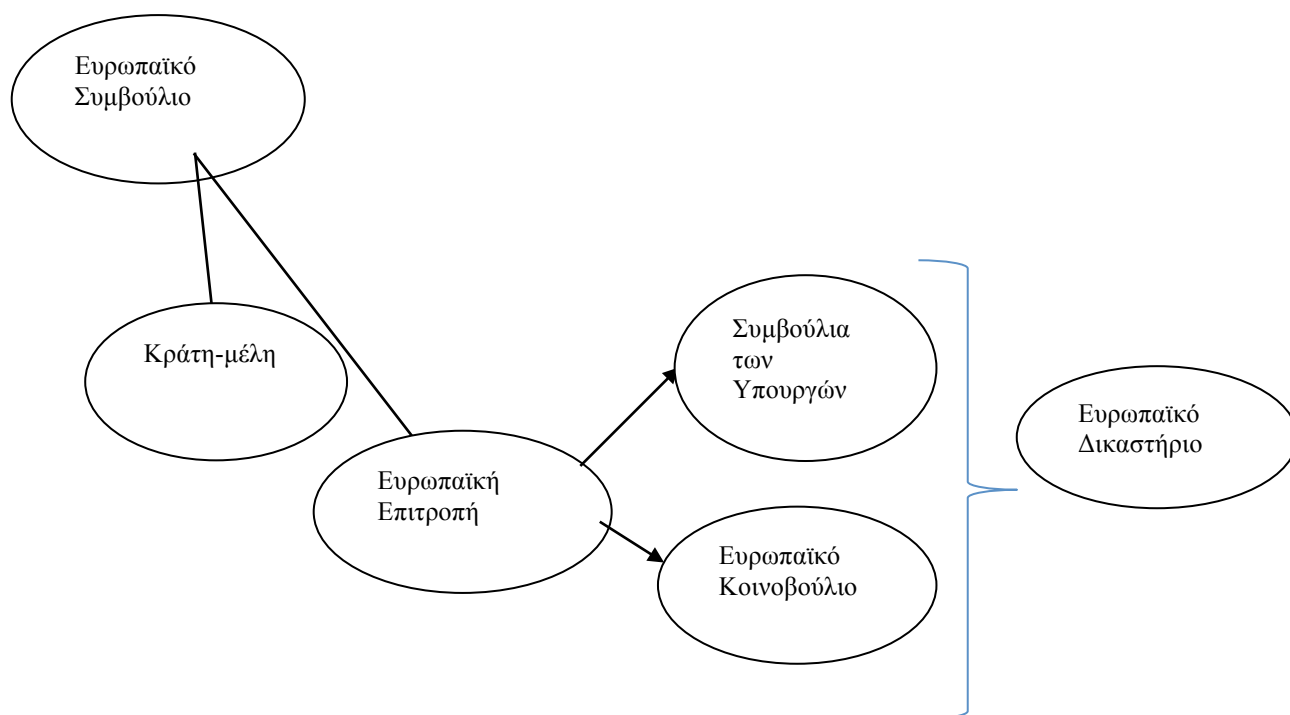 Ευρωπαϊκό
Συμβούλιο
Κράτη-μέλη
Ευρωπαϊκή
Επιτροπή
Συμβούλια
των
Υπουργών
Ευρωπαϊκό
Κοινοβούλιο
Ευρωπαϊκό
Δικαστήριο